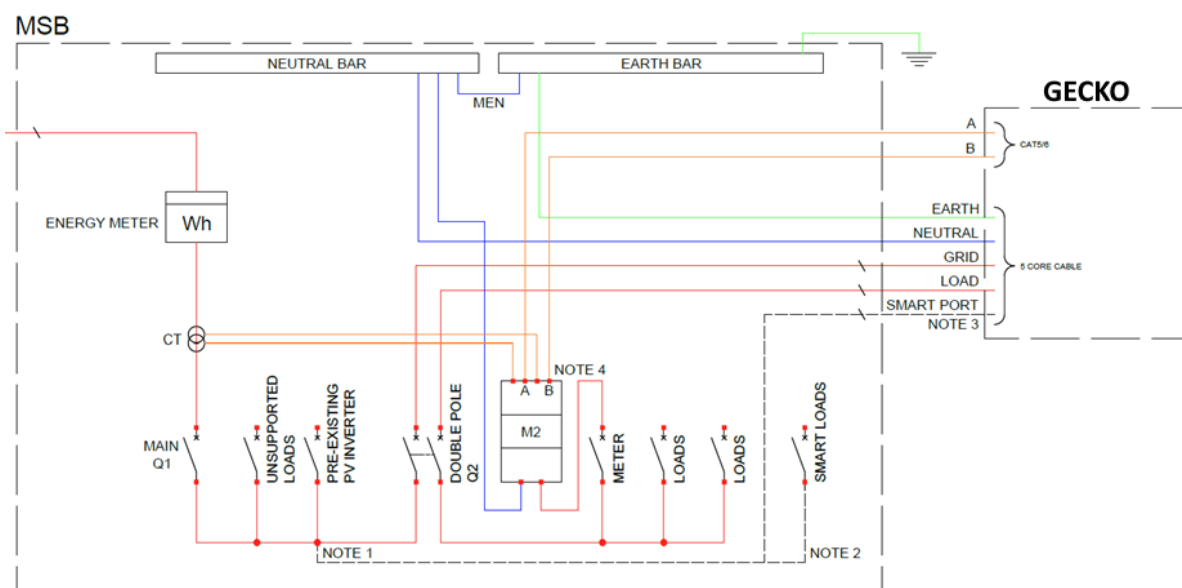 MSB
NEUTRAL BAR
EARTH BAR
MEN
GECKO
A
B
CAT5/6
ENERGY METER
Wh
EARTH
NEUTRAL
GRID
LOAD
SMART PORT
NOTE 3
5 CORE CABLE
CT
NOTE 4
A
B
M2
MAIN
Q1
UNSUPPORTED
LOADS
PRE-EXISTING
PV INVERTER
DOUBLE POLE
Q2
METER
LOADS
LOADS
SMART LOADS
NOTE 1
NOTE 2